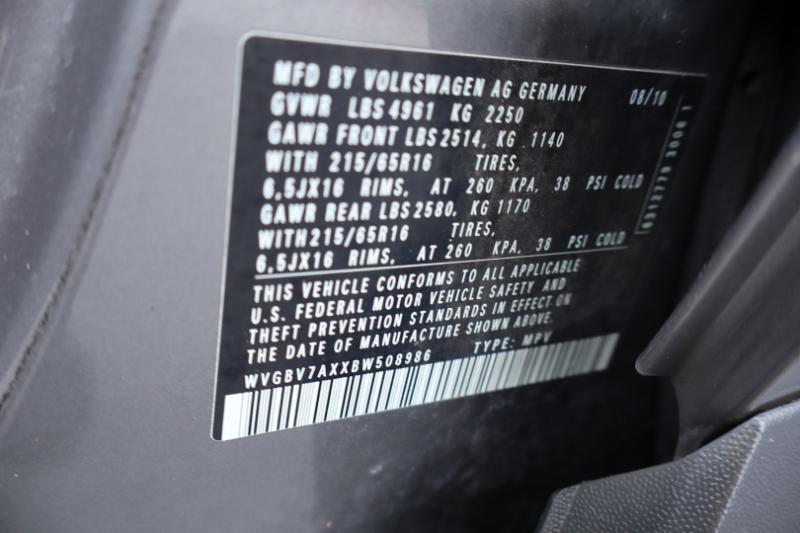 MFD BY VOLKSWAGEN AG GERMANY 08/10
GVWR LBS 4961 KG 2250
GAWR FRONT LBS 2514, KG 1140
WITH 215/65R16 TIRES,
6,5JX16 RIMS, AT 260 KPA, 38 PSI COLD
GAWR REAR LBS 2580, KG 1170
WITH 215/65R16 TIRES,
6,5JX16 RIMS, AT 260 KPA, 38 PSI COLD
THIS VEHICLE CONFORMS TO ALL APPLICABLE
U.S. FEDERAL MOTOR VEHICLE SAFETY AND
THEFT PREVENTION STANDARDS IN EFFECT ON
THE DATE OF MANUFACTURE SHOWN ABOVE.
WVGBV7AXXBW508986 TYPE: MPV